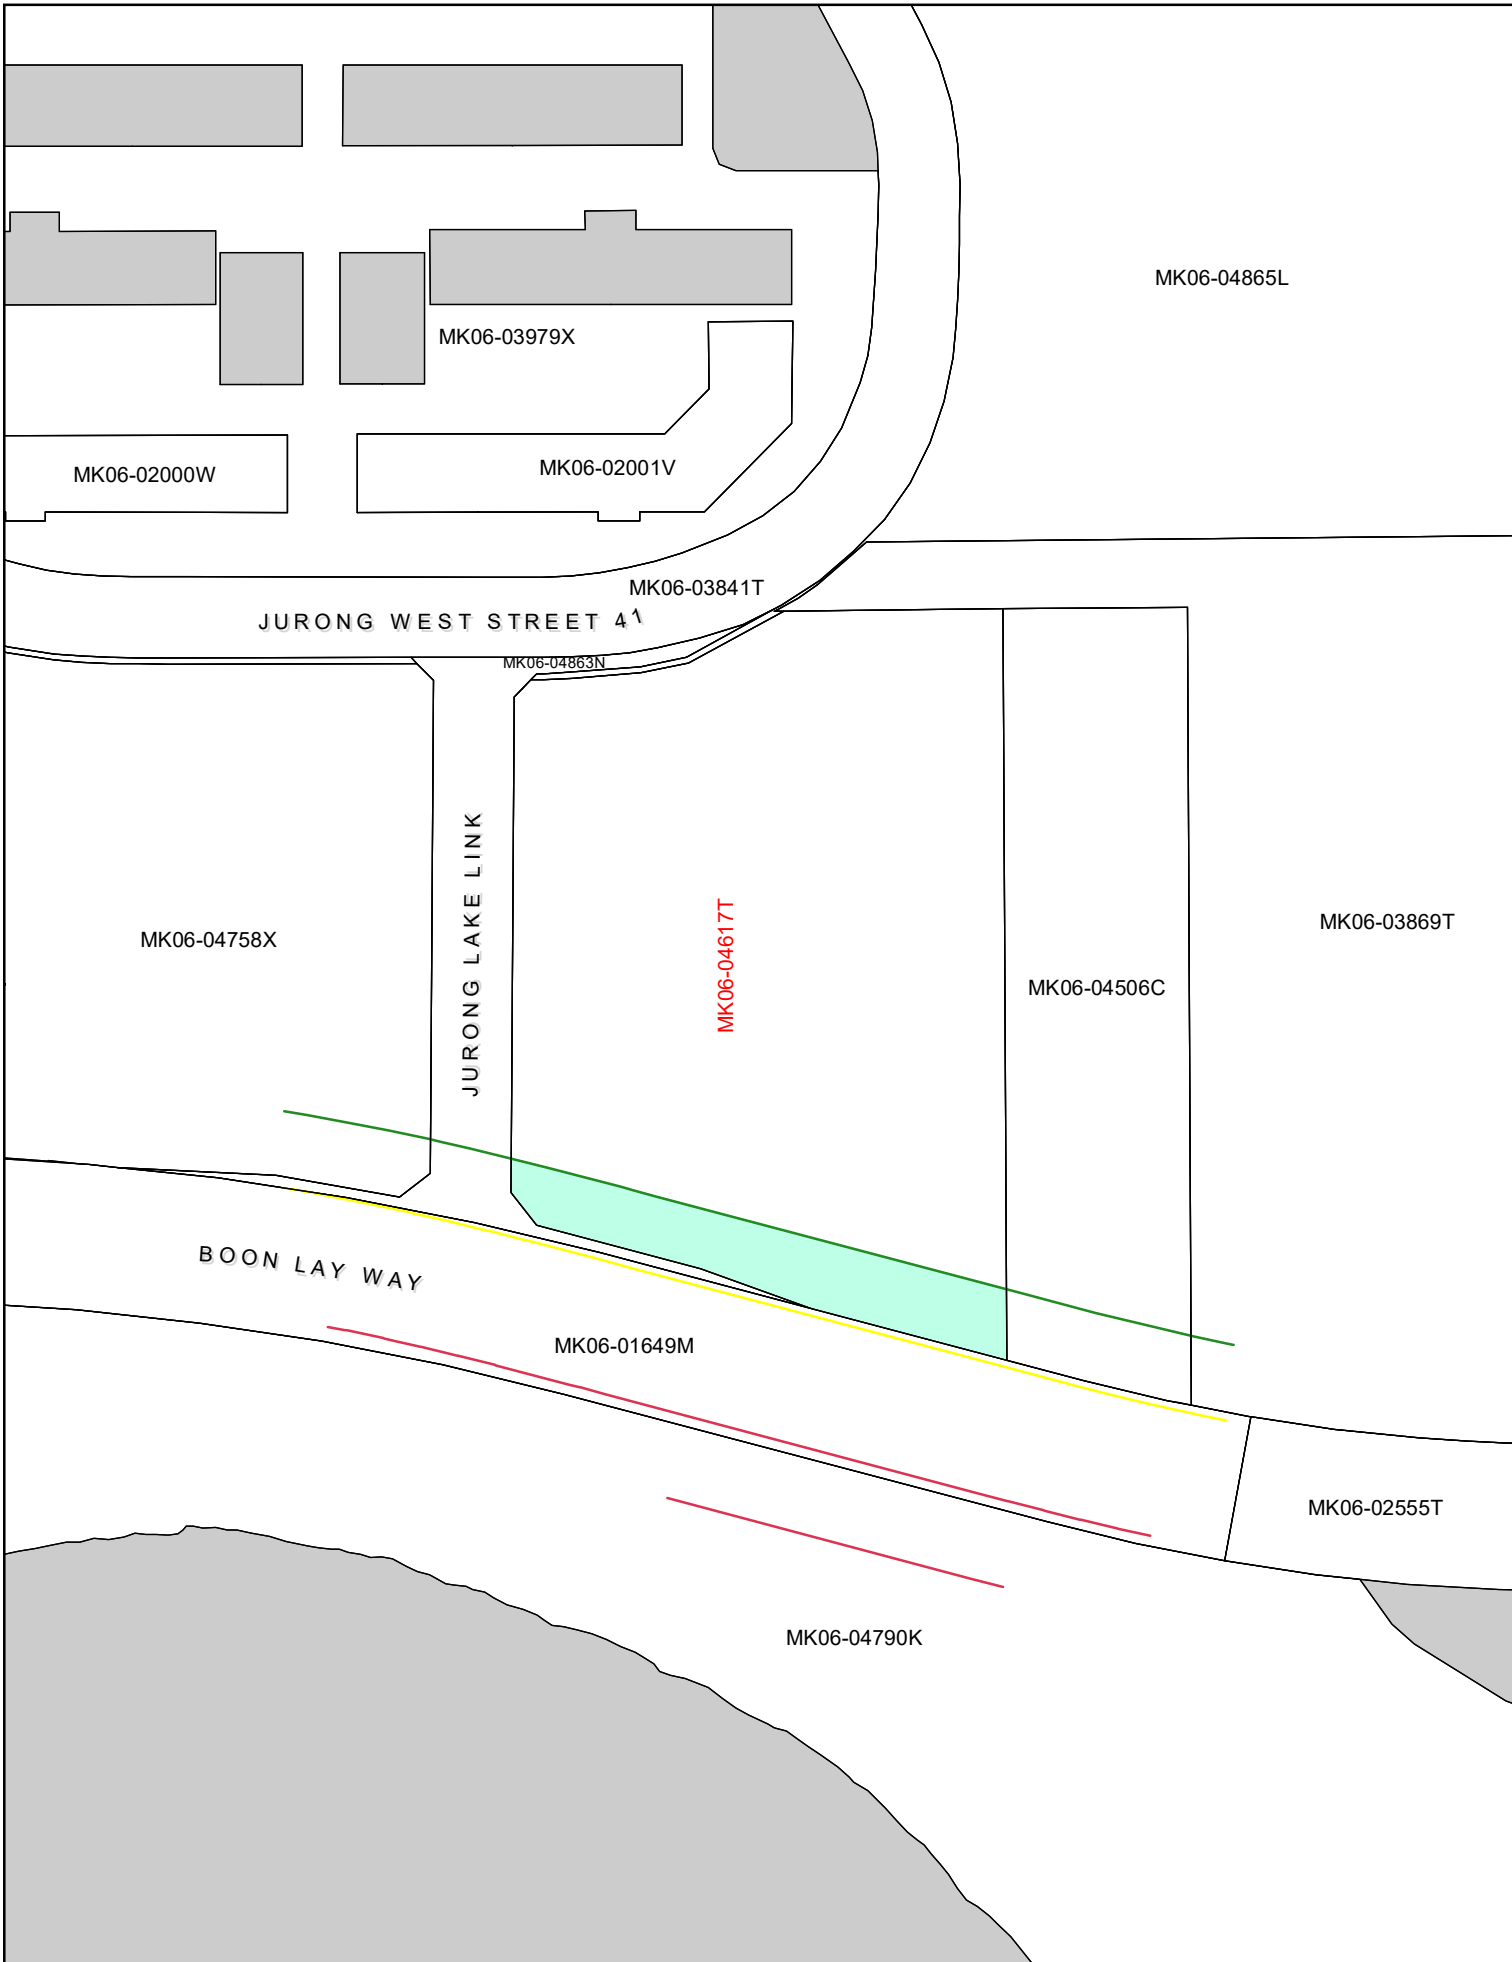 MK06-04865L
MK06-03979X
MK06-02000W
MK06-02001V
MK06-03841T
JURONG WEST STREET 41
MK06-04863N
JURONG LAKE LINK
MK06-04617T
MK06-04758X
MK06-03869T
MK06-04506C
BOON LAY WAY
MK06-01649M
MK06-02555T
MK06-04790K